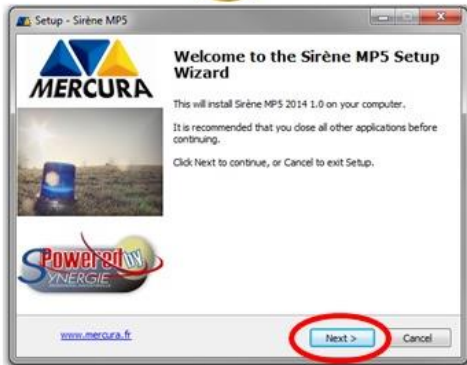 Setup - Sirène MP5
MERCURA
Welcome to the Sirène MP5 Setup
Wizard
This will install Sirène MP5 2014 1.0 on your computer.
It is recommended that you close all other applications before
continuing.
Click Next to continue, or Cancel to exit Setup.
Powered by
SYNERGIE
www.mercura.fr
Next >
Cancel